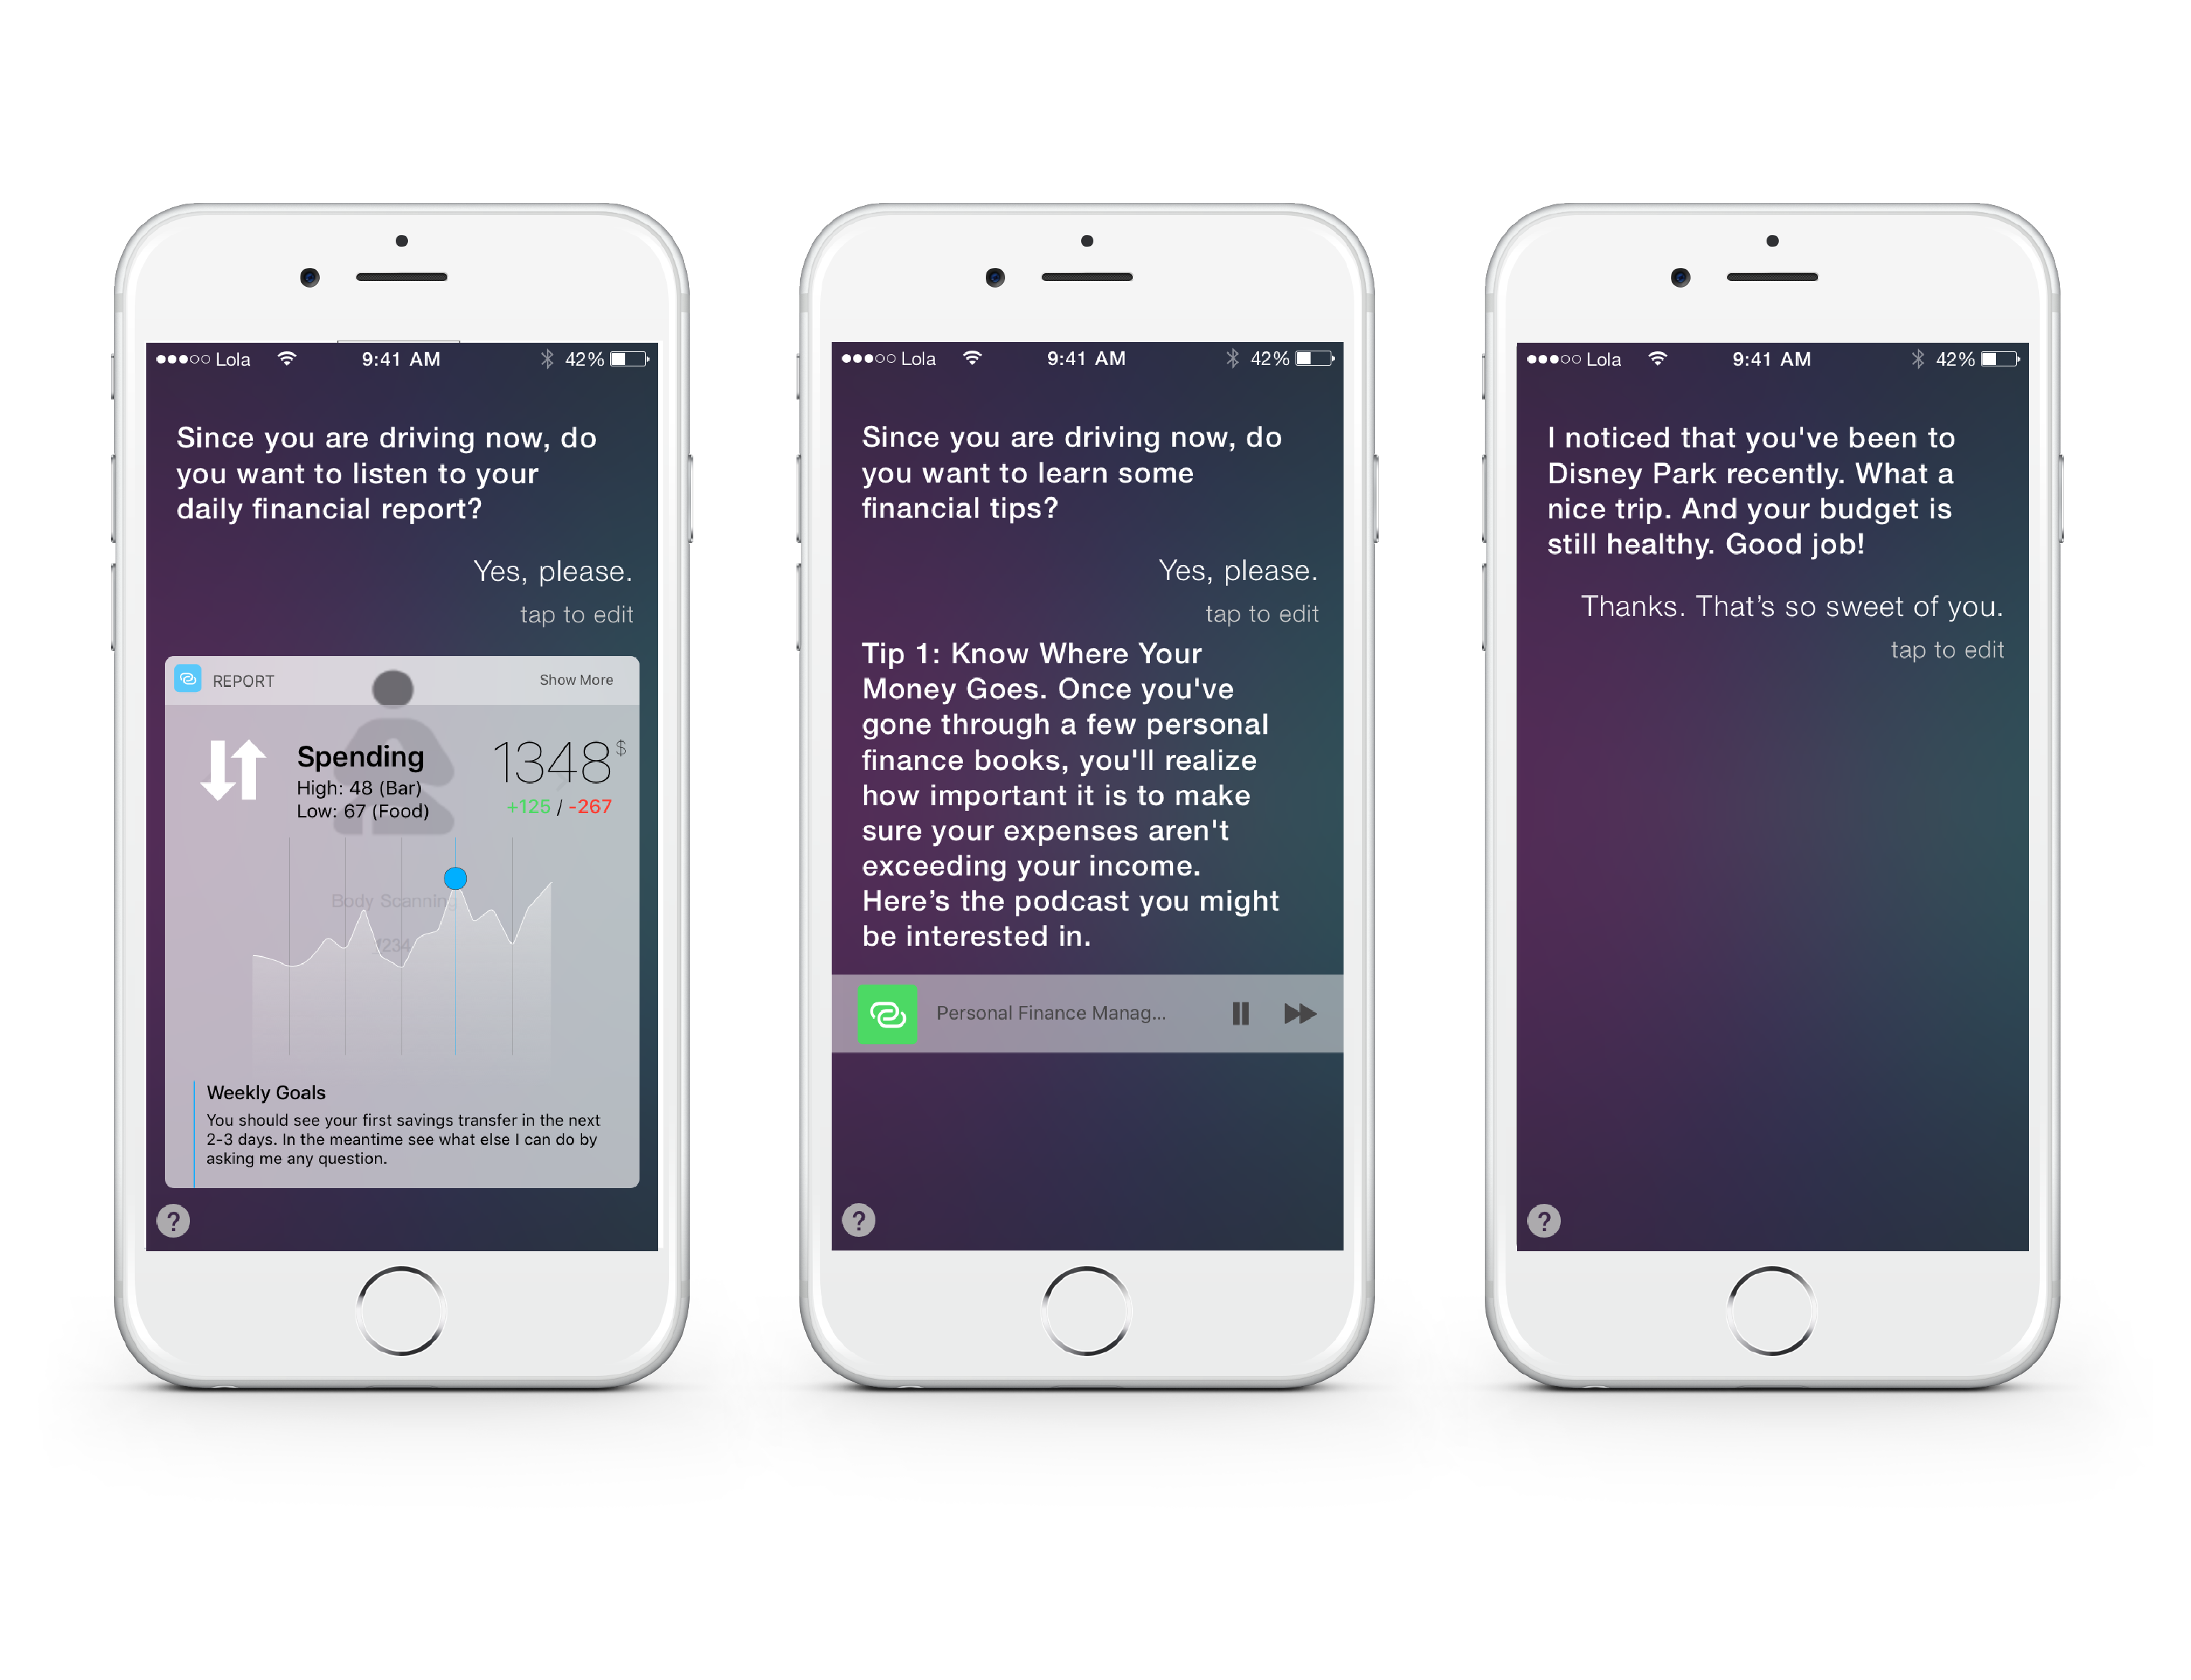 Lola 9:41 AM 42%
Since you are driving now, do
you want to listen to your
daily financial report?
Yes, please.
tap to edit
REPORT Show More
Spending 1348$
High: 48 (Bar)
Low: 67 (Food)
+125 / -267
Body Scanning
1234
Weekly Goals
You should see your first savings transfer in the next
2-3 days. In the meantime see what else I can do by
asking me any question.
?
Lola 9:41 AM 42%
Since you are driving now, do
you want to learn some
financial tips?
Yes, please.
tap to edit
Tip 1: Know Where Your
Money Goes. Once you've
gone through a few personal
finance books, you'll realize
how important it is to make
sure your expenses aren't
exceeding your income.
Here’s the podcast you might
be interested in.
Personal Finance Manag...
?
Lola 9:41 AM 42%
I noticed that you've been to
Disney Park recently. What a
nice trip. And your budget is
still healthy. Good job!
Thanks. That’s so sweet of you.
tap to edit
?